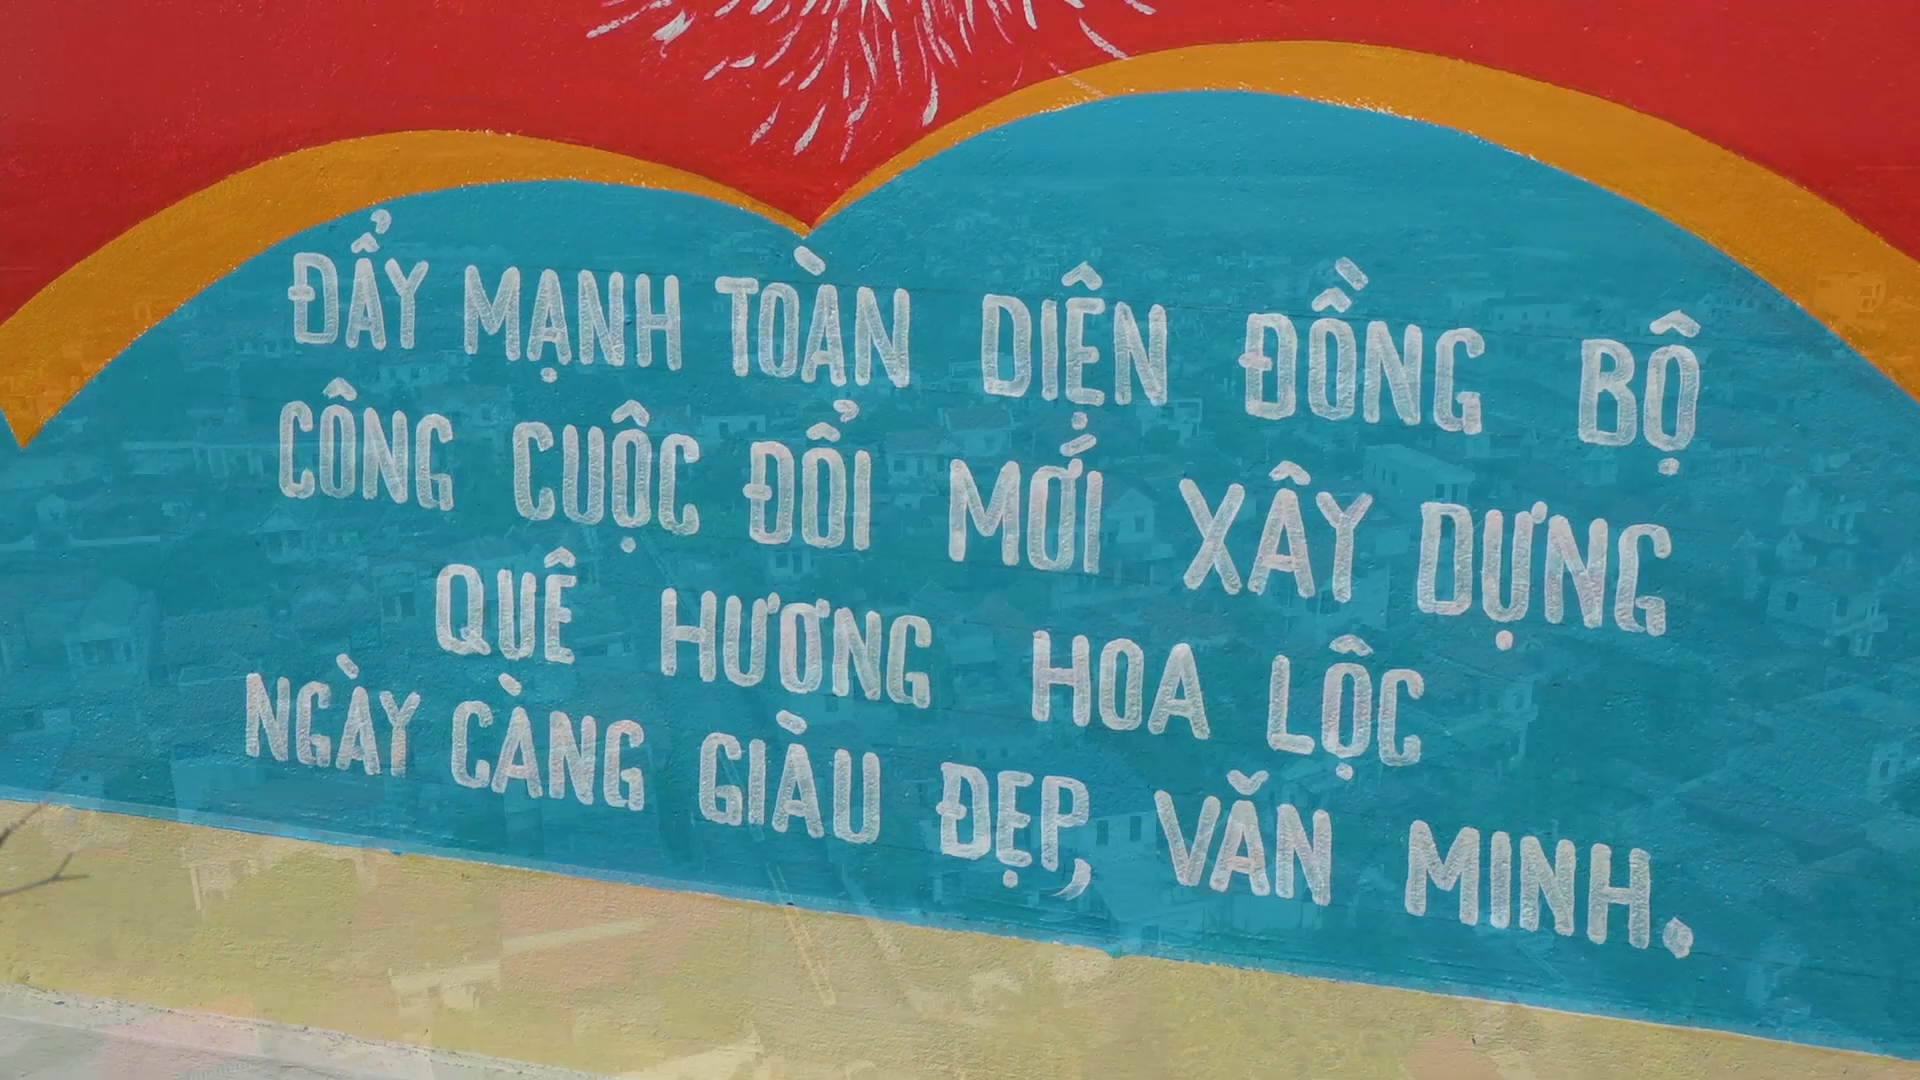 ĐẨY MẠNH TOÀN DIỆN ĐỒNG BỘ
CÔNG CUỘC ĐỔI MỚI XÂY DỰNG
QUÊ HƯƠNG HOA LỘC
NGÀY CÀNG GIÀU ĐẸP, VĂN MINH.